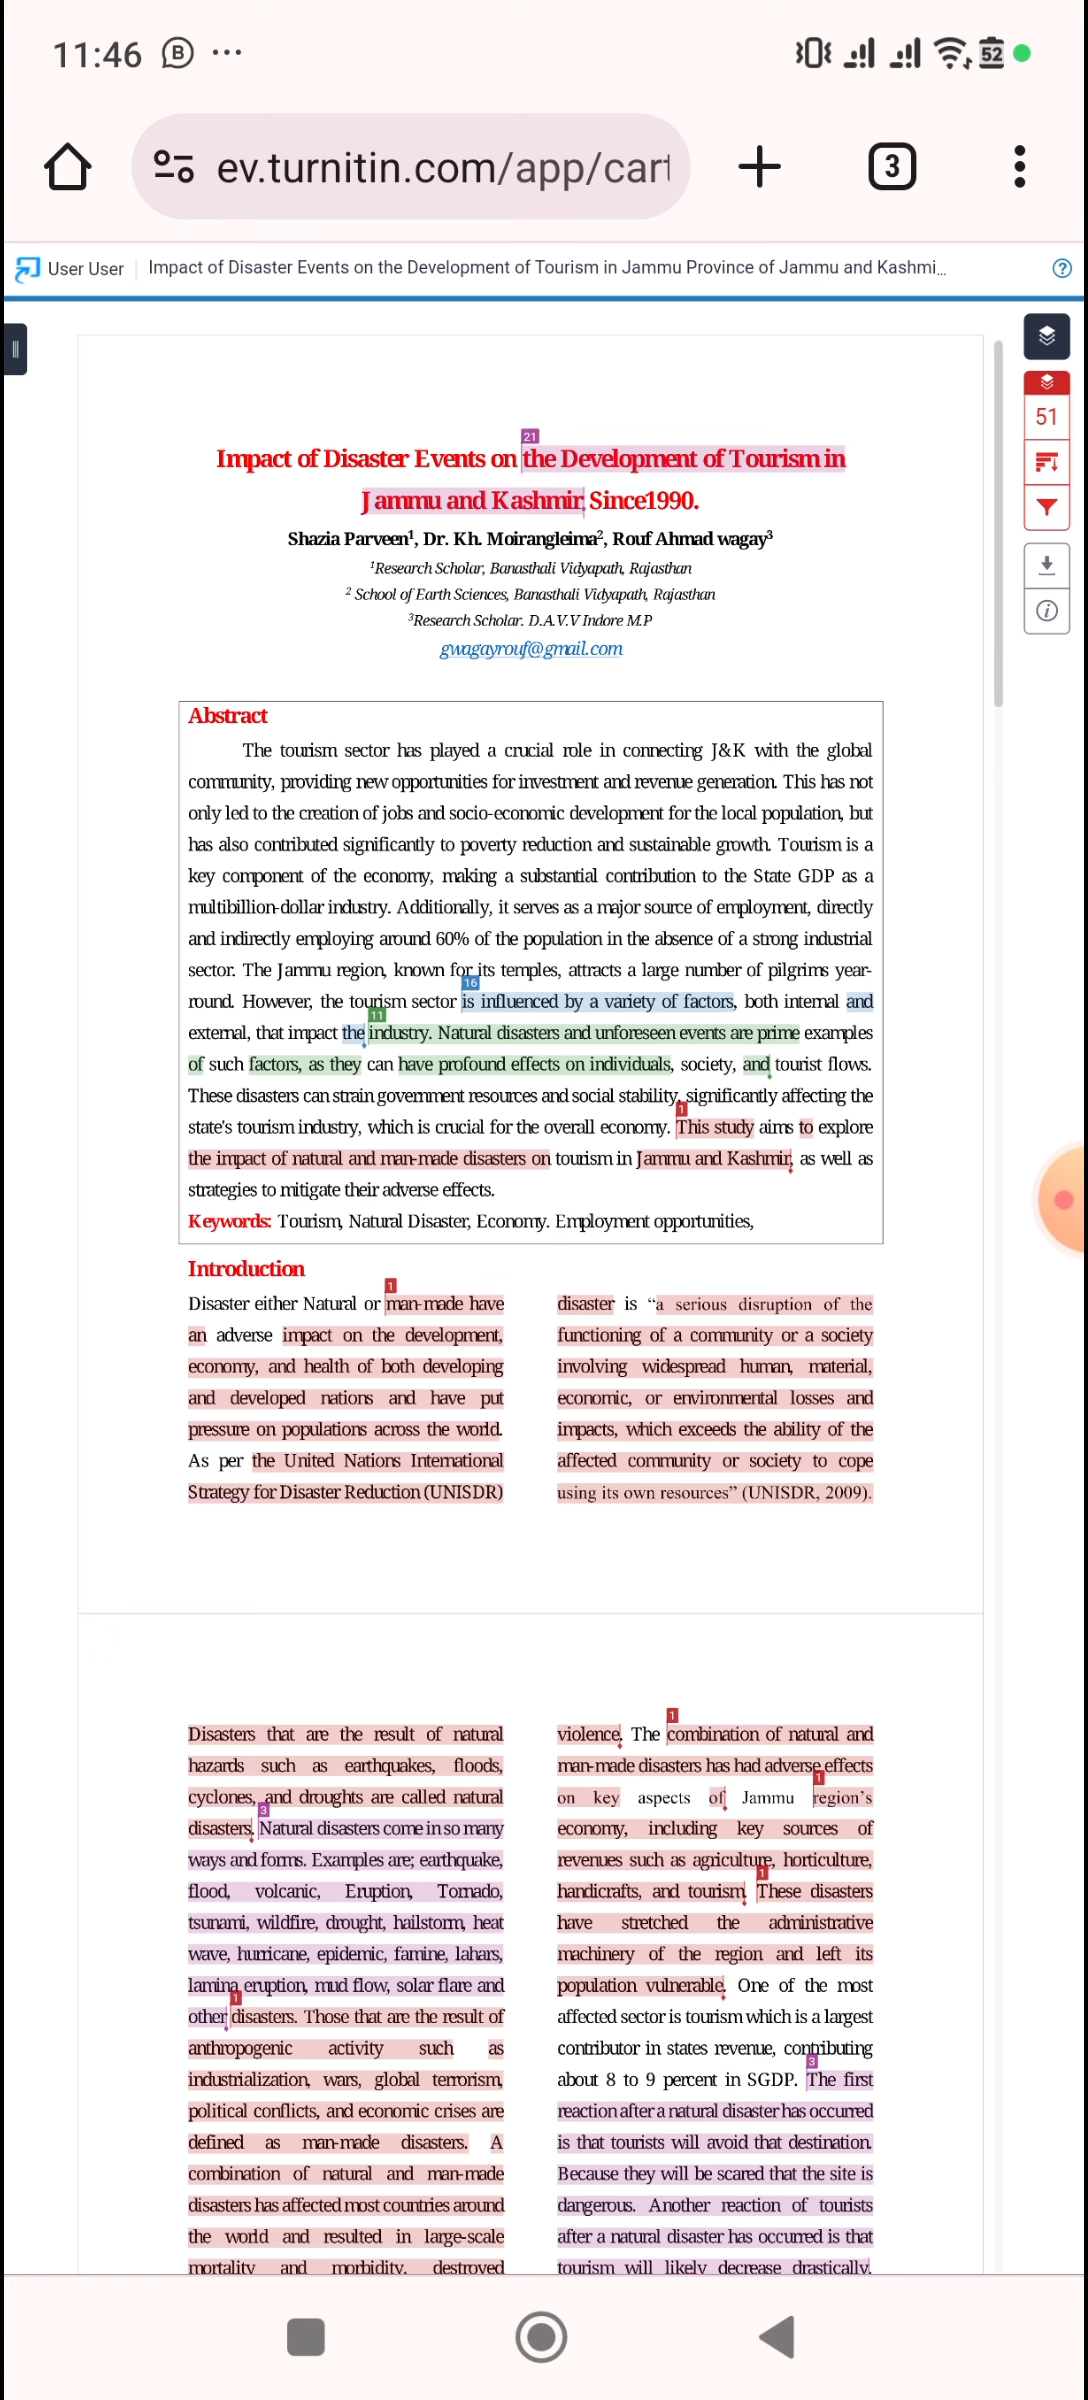 11:46
52
ev.turnitin.com/app/cart
3
User User
Impact of Disaster Events on the Development of Tourism in Jammu Province of Jammu and Kashmi...
51
21
Impact of Disaster Events on the Development of Tourism in
Jammu and Kashmir Since1990.
Shazia Parveen1, Dr. Kh. Moirangleima2, Rouf Ahmad wagay3
1Research Scholar, Banasthali Vidyapath, Rajasthan
2 School of Earth Sciences, Banasthali Vidyapath, Rajasthan
3Research Scholar. D.A.V.V Indore M.P
gwagayrouf@gmail.com
Abstract
The tourism sector has played a crucial role in connecting J&K with the global
community, providing new opportunities for investment and revenue generation. This has not
only led to the creation of jobs and socio-economic development for the local population, but
has also contributed significantly to poverty reduction and sustainable growth. Tourism is a
key component of the economy, making a substantial contribution to the State GDP as a
multibillion-dollar industry. Additionally, it serves as a major source of employment, directly
and indirectly employing around 60% of the population in the absence of a strong industrial
sector. The Jammu region, known for its temples, attracts a large number of pilgrims year-
16
round. However, the tourism sector is influenced by a variety of factors, both internal and
11
external, that impact the industry. Natural disasters and unforeseen events are prime examples
of such factors, as they can have profound effects on individuals, society, and tourist flows.
These disasters can strain government resources and social stability, significantly affecting the
1
state's tourism industry, which is crucial for the overall economy. This study aims to explore
the impact of natural and man-made disasters on tourism in Jammu and Kashmir, as well as
strategies to mitigate their adverse effects.
Keywords: Tourism, Natural Disaster, Economy. Employment opportunities,
Introduction
1
Disaster either Natural or man-made have
an adverse impact on the development,
economy, and health of both developing
and developed nations and have put
pressure on populations across the world.
As per the United Nations International
Strategy for Disaster Reduction (UNISDR)
disaster is “a serious disruption of the
functioning of a community or a society
involving widespread human, material,
economic, or environmental losses and
impacts, which exceeds the ability of the
affected community or society to cope
using its own resources” (UNISDR, 2009).
Disasters that are the result of natural
hazards such as earthquakes, floods,
cyclones, and droughts are called natural
3
disasters. Natural disasters come in so many
ways and forms. Examples are; earthquake,
flood, volcanic, Eruption, Tornado,
tsunami, wildfire, drought, hailstorm, heat
wave, hurricane, epidemic, famine, lahars,
lamina eruption, mud flow, solar flare and
1
other disasters. Those that are the result of
anthropogenic activity such as
industrialization, wars, global terrorism,
political conflicts, and economic crises are
defined as man-made disasters. A
combination of natural and man-made
disasters has affected most countries around
the world and resulted in large-scale
mortality and morbidity, destroyed
1
violence. The combination of natural and
man-made disasters has had adverse effects
1
on key aspects of Jammu region’s
economy, including key sources of
revenues such as agriculture, horticulture,
1
handicrafts, and tourism. These disasters
have stretched the administrative
machinery of the region and left its
population vulnerable. One of the most
affected sector is tourism which is a largest
contributor in states revenue, contributing
3
about 8 to 9 percent in SGDP. The first
reaction after a natural disaster has occurred
is that tourists will avoid that destination.
Because they will be scared that the site is
dangerous. Another reaction of tourists
after a natural disaster has occurred is that
tourism will likely decrease drastically.